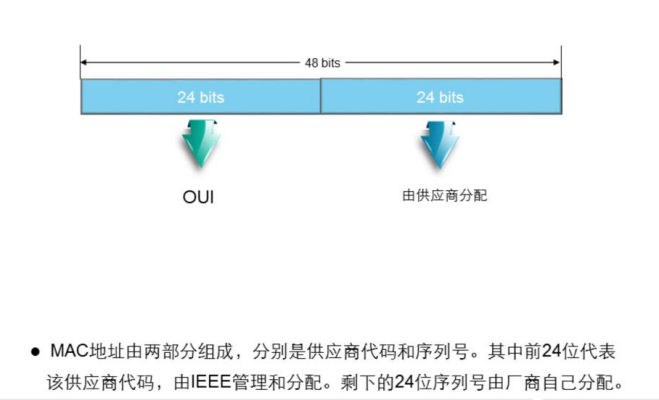 48 bits
24 bits
24 bits
OUI
由供应商分配
● MAC地址由两部分组成，分别是供应商代码和序列号。其中前24位代表
该供应商代码，由IEEE管理和分配。剩下的24位序列号由厂商自己分配。